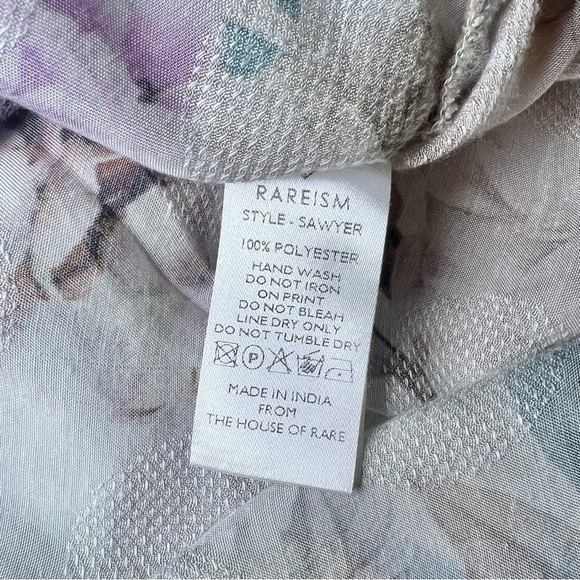 RAREISM
STYLE - SAWYER
100% POLYESTER
HAND WASH
DO NOT IRON
ON PRINT
DO NOT BLEAH
LINE DRY ONLY
DO NOT TUMBLE DRY
P
MADE IN INDIA
FROM
THE HOUSE OF RARE